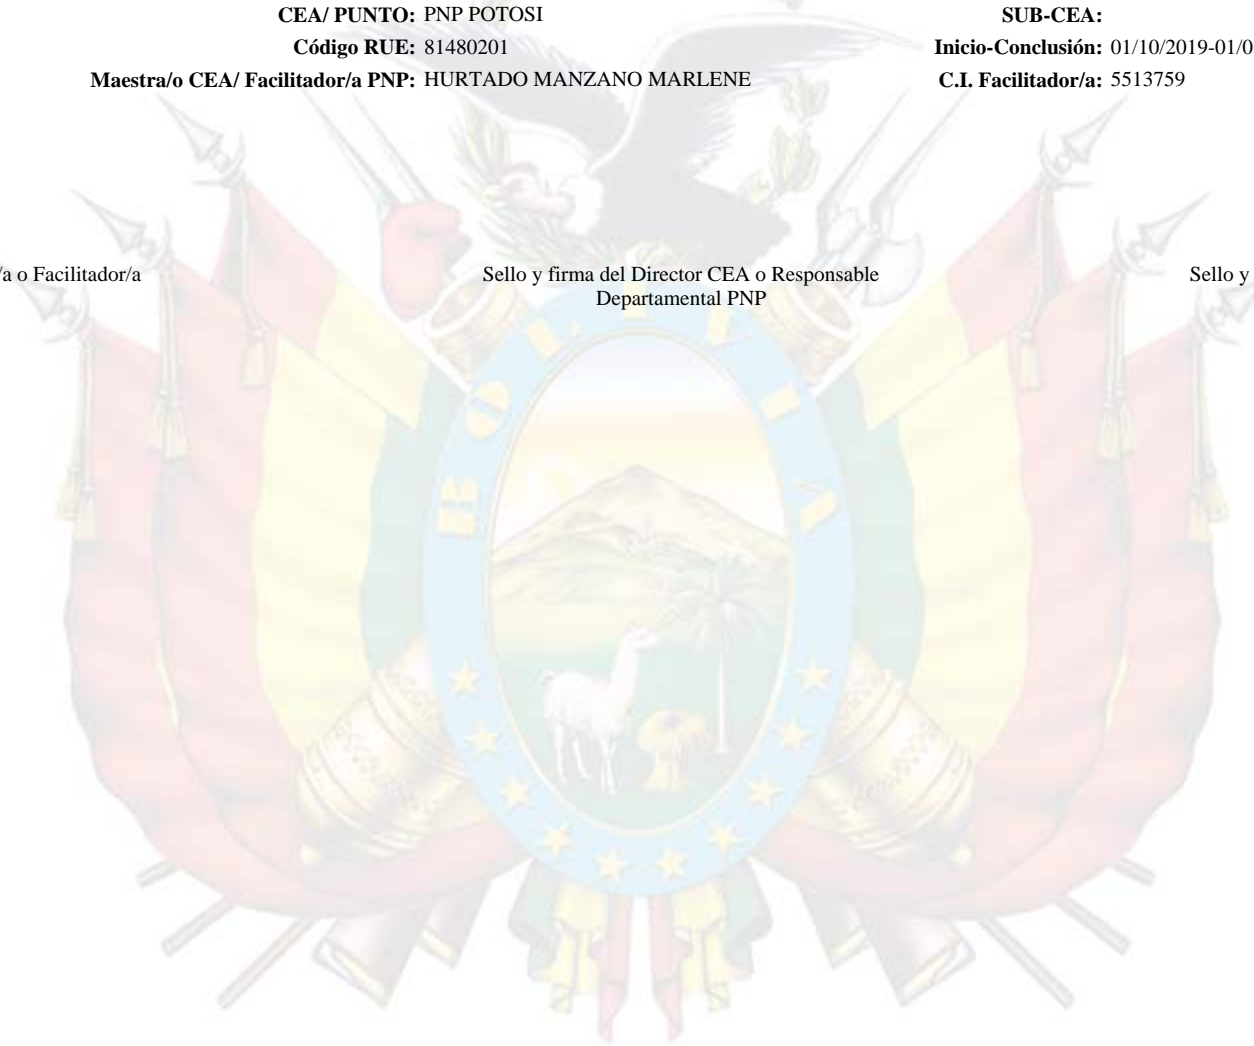 CEA/ PUNTO: PNP POTOSI SUB-CEA:
Código RUE: 81480201 Inicio-Conclusión: 01/10/2019-01/0
Maestra/o CEA/ Facilitador/a PNP: HURTADO MANZANO MARLENE C.I. Facilitador/a: 5513759
/a o Facilitador/a Sello y firma del Director CEA o Responsable Sello y
Departamental PNP
BOLIVIA